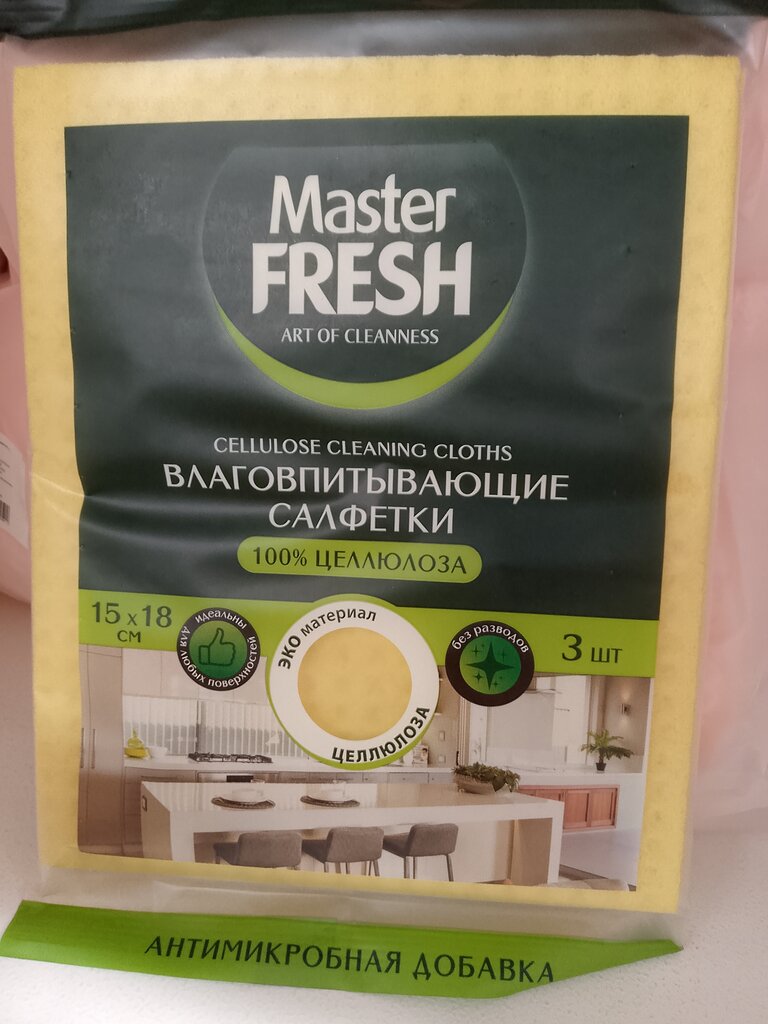 Master
FRESH
ART OF CLEANNESS
CELLULOSE CLEANING CLOTHS
ВЛАГОВПИТЫВАЮЩИЕ
САЛФЕТКИ
100% ЦЕЛЛЮЛОЗА
15 x 18
СМ
идеальны
для любых поверхностей
ЭКО материал
ЦЕЛЛЮЛОЗА
без разводов
3 шт
АНТИМИКРОБНАЯ ДОБАВКА